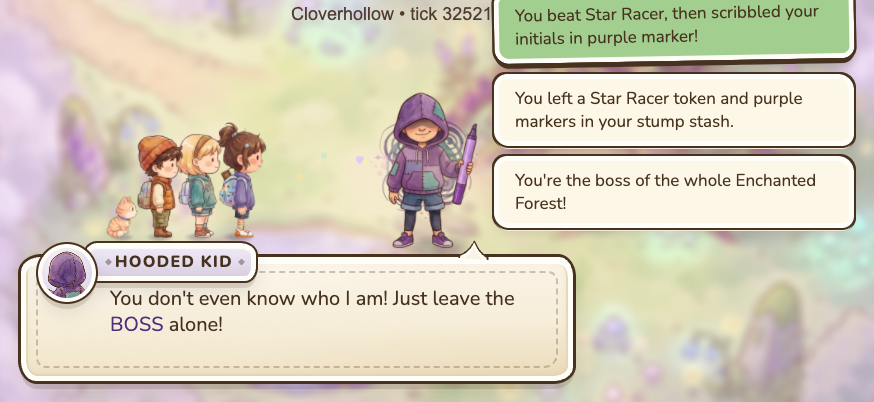 Cloverhollow • tick 32521
You beat Star Racer, then scribbled your
initials in purple marker!
You left a Star Racer token and purple
markers in your stump stash.
You're the boss of the whole Enchanted
Forest!
HOODED KID
You don't even know who I am! Just leave the
BOSS alone!